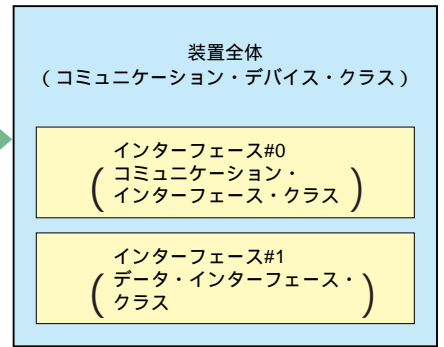 装置全体
(コミュニケーション・デバイス・クラス)
インターフェース#0
(コミュニケーション・
インターフェース・クラス)
インターフェース#1
(データ・インターフェース・
クラス)